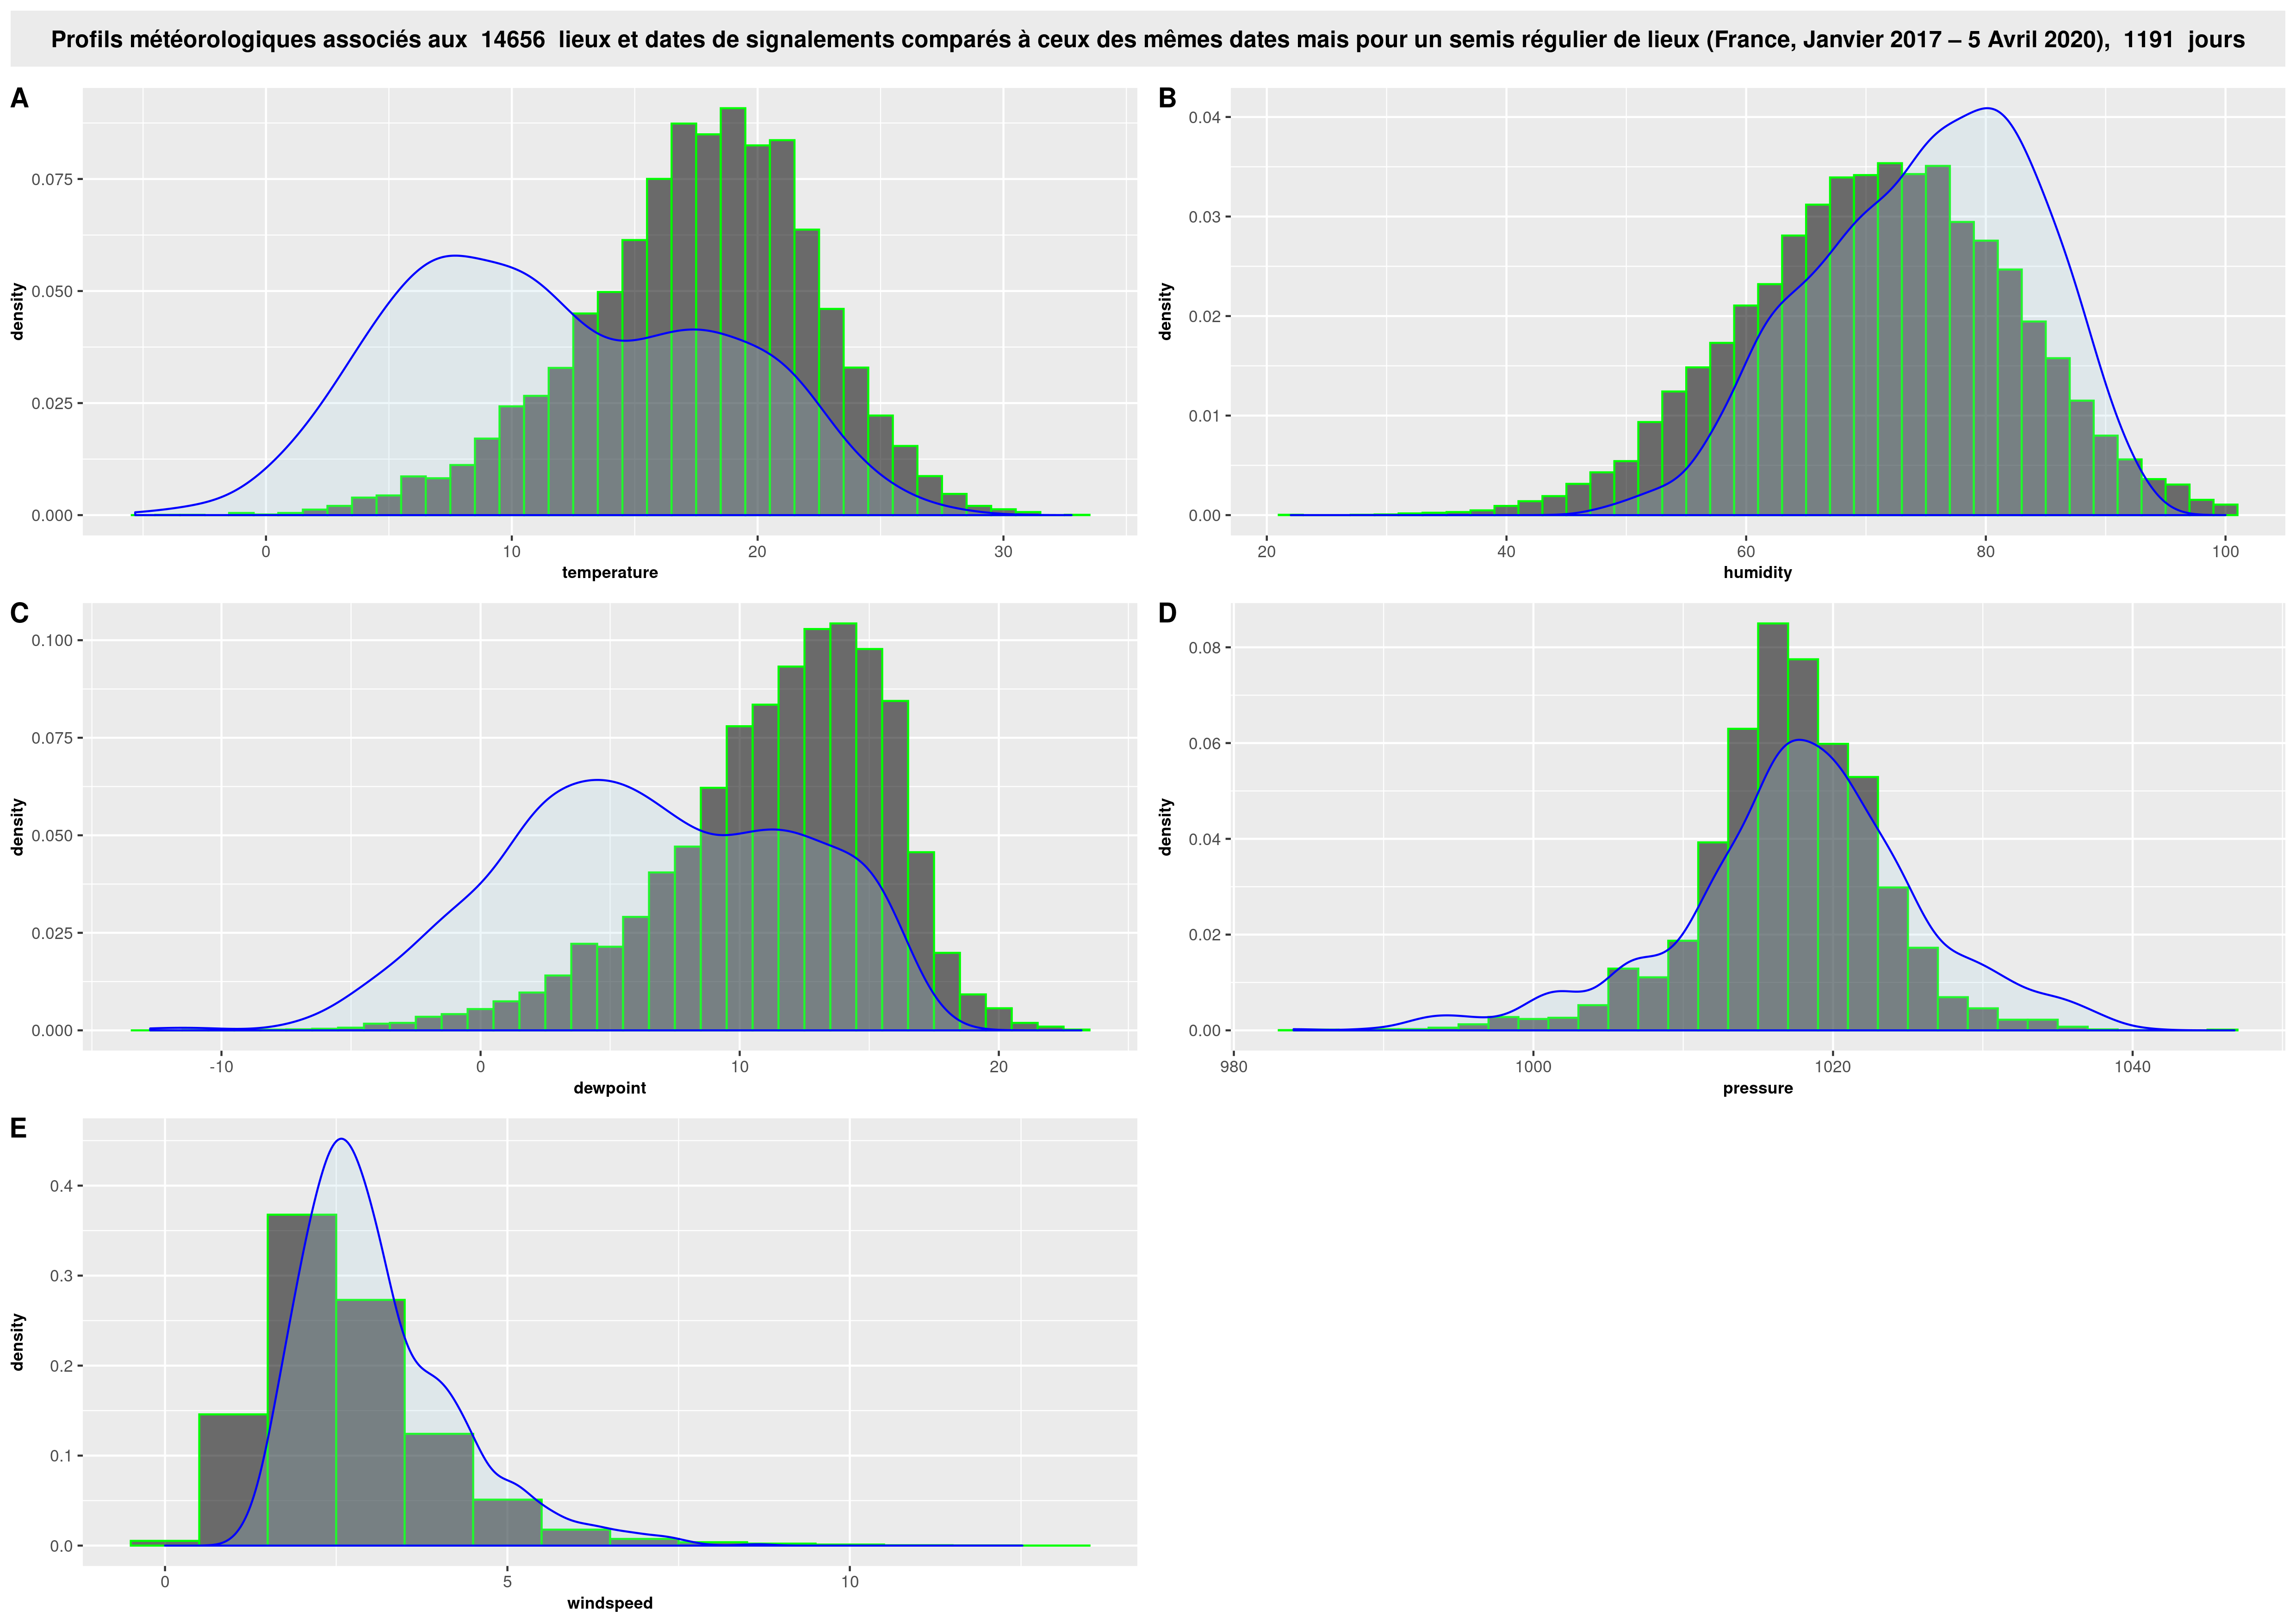 Profils météorologiques associés aux 14656 lieux et dates de signalements comparés à ceux des mêmes dates mais pour un semis régulier de lieux (France, Janvier 2017 – 5 Avril 2020), 1191 jours
A
density
0.075
0.050
0.025
0.000
0 10 20 30
temperature
B
density
0.04
0.03
0.02
0.01
0.00
20 40 60 80 100
humidity
C
density
0.100
0.075
0.050
0.025
0.000
-10 0 10 20
dewpoint
D
density
0.08
0.06
0.04
0.02
0.00
980 1000 1020 1040
pressure
E
density
0.4
0.3
0.2
0.1
0.0
0 5 10
windspeed